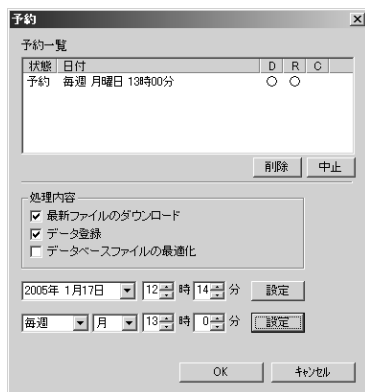 予約
予約一覧
状態 日付 D R C
予約 毎週 月曜日 13時00分 ○ ○
削除 中止
処理内容
最新ファイルのダウンロード
データ登録
データベースファイルの最適化
2005年 1月17日 12 時 14 分 設定
毎週 月 13 時 0 分 設定
OK キャンセル